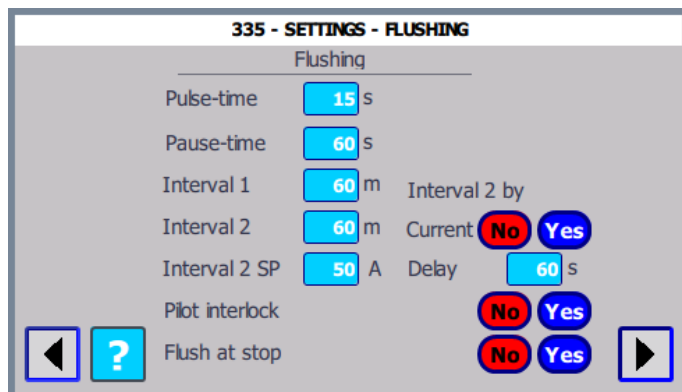 335 - SETTINGS - FLUSHING
Flushing
Pulse-time 15 s
Pause-time 60 s
Interval 1 60 m Interval 2 by
Interval 2 60 m Current No Yes
Interval 2 SP 50 A Delay 60 s
Pilot interlock No Yes
? Flush at stop No Yes